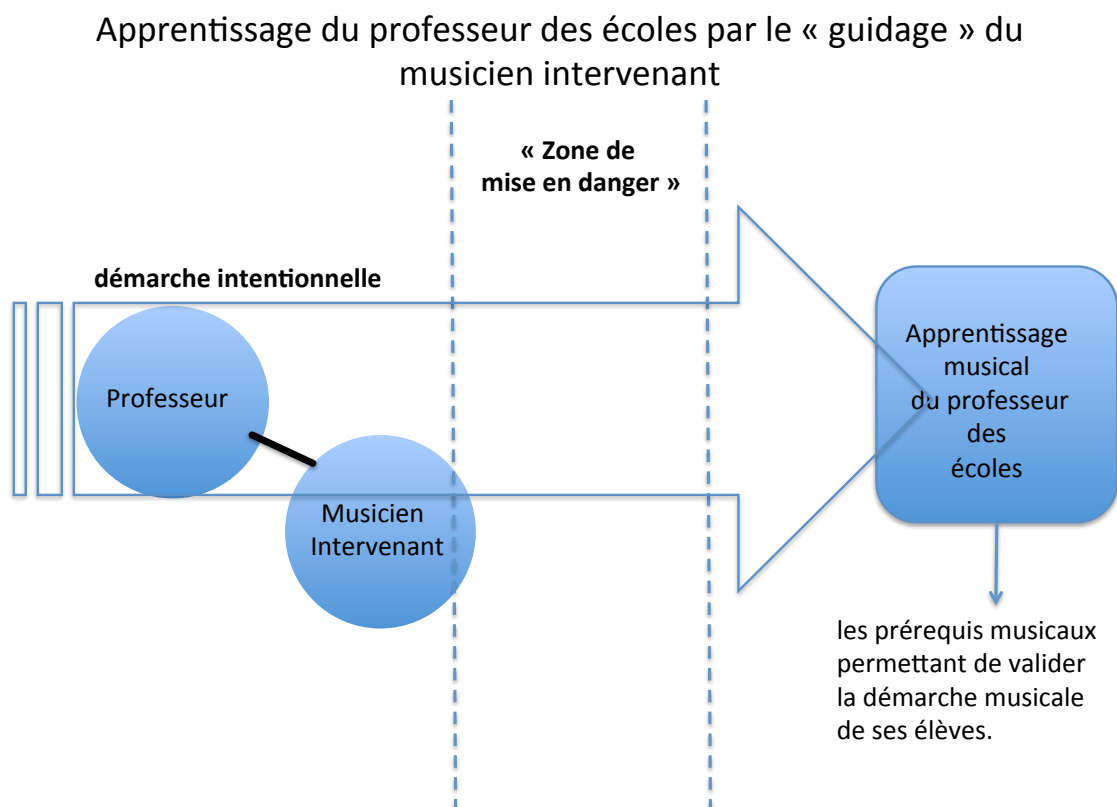 Apprentissage du professeur des écoles par le « guidage » du
musicien intervenant
« Zone de
mise en danger »
démarche intentionnelle
Professeur
Musicien
Intervenant
Apprentissage
musical
du professeur
des
écoles
les prérequis musicaux
permettant de valider
la démarche musicale
de ses élèves.